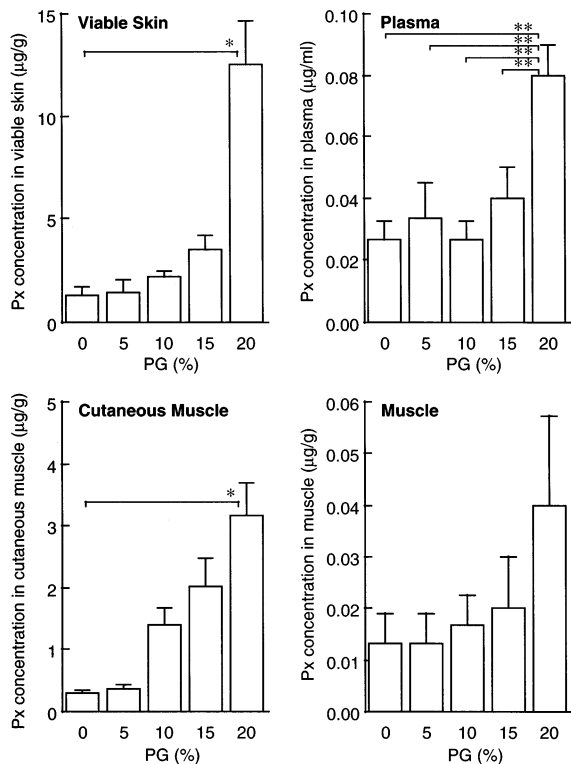 Viable Skin
Px concentration in viable skin (μg/g)
15
10
5
0
*
0 5 10 15 20
PG (%)
Plasma
Px concentration in plasma (μg/ml)
0.10
0.08
0.06
0.04
0.02
0.00
**
**
**
**
0 5 10 15 20
PG (%)
Cutaneous Muscle
Px concentration in cutaneous muscle (μg/g)
5
4
3
2
1
0
*
0 5 10 15 20
PG (%)
Muscle
Px concentration in muscle (μg/g)
0.06
0.05
0.04
0.03
0.02
0.01
0.00
0 5 10 15 20
PG (%)